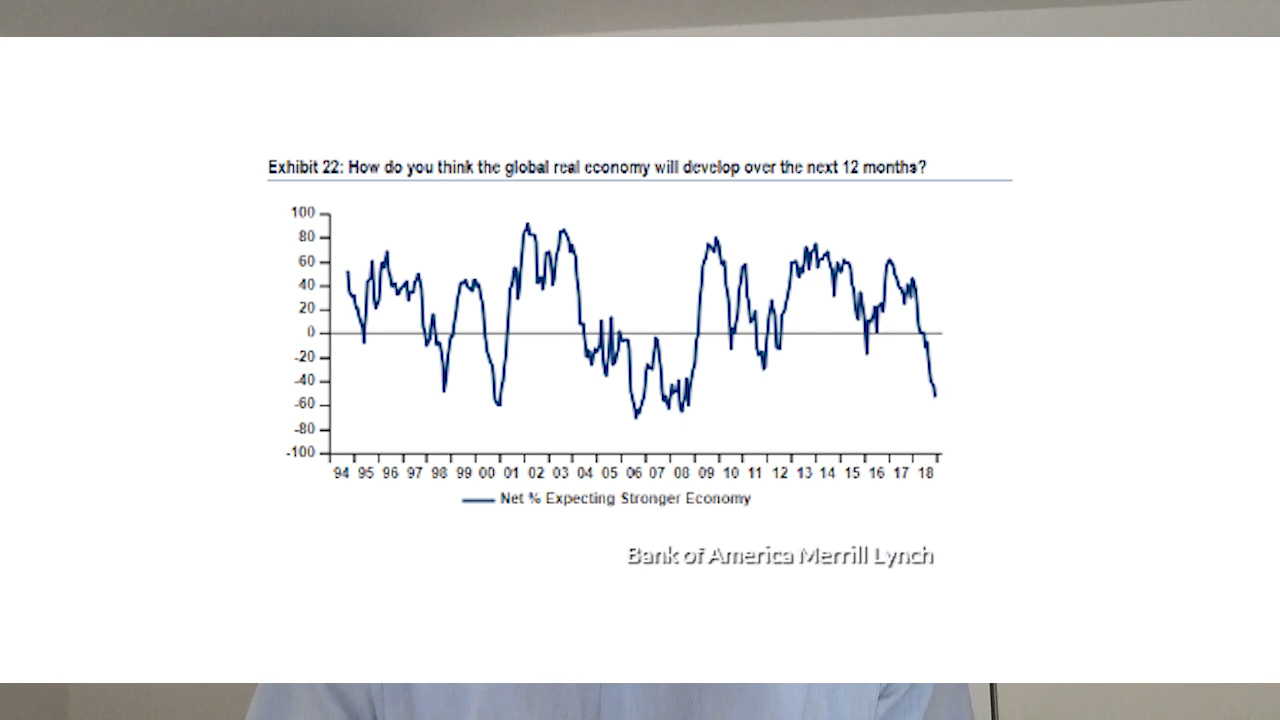 Exhibit 22: How do you think the global real economy will develop over the next 12 months?
100
80
60
40
20
0
-20
-40
-60
-80
-100
94 95 96 97 98 99 00 01 02 03 04 05 06 07 08 09 10 11 12 13 14 15 16 17 18
Net % Expecting Stronger Economy
Bank of America Merrill Lynch